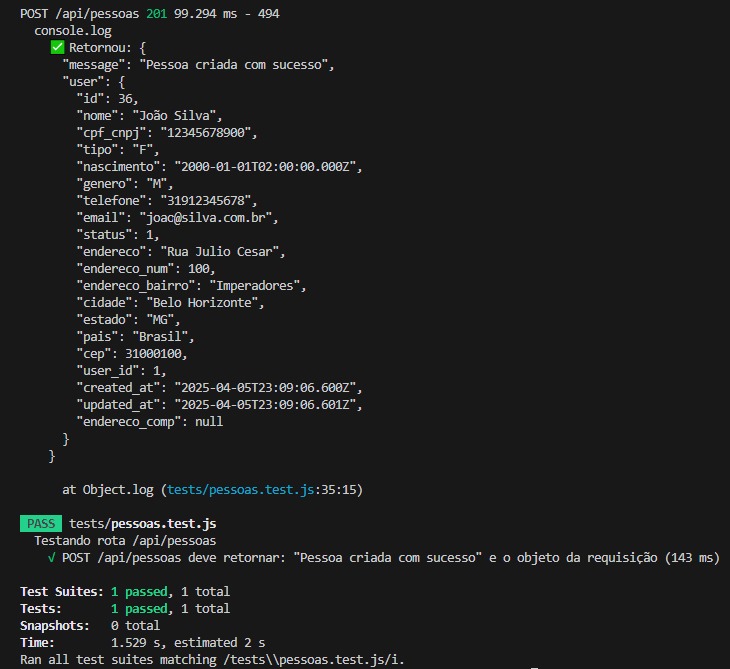 POST /api/pessoas 201 99.294 ms - 494
console.log
✅ Retornou: {
"message": "Pessoa criada com sucesso",
"user": {
"id": 36,
"nome": "João Silva",
"cpf_cnpj": "12345678900",
"tipo": "F",
"nascimento": "2000-01-01T02:00:00.000Z",
"genero": "M",
"telefone": "31912345678",
"email": "joao@silva.com.br",
"status": 1,
"endereco": "Rua Julio Cesar",
"endereco_num": 100,
"endereco_bairro": "Imperadores",
"cidade": "Belo Horizonte",
"estado": "MG",
"pais": "Brasil",
"cep": 31000100,
"user_id": 1,
"created_at": "2025-04-05T23:09:06.600Z",
"updated_at": "2025-04-05T23:09:06.601Z",
"endereco_comp": null
}
}
at Object.log (tests/pessoas.test.js:35:15)
PASS tests/pessoas.test.js
Testando rota /api/pessoas
√ POST /api/pessoas deve retornar: "Pessoa criada com sucesso" e o objeto da requisição (143 ms)
Test Suites: 1 passed, 1 total
Tests: 1 passed, 1 total
Snapshots: 0 total
Time: 1.529 s, estimated 2 s
Ran all test suites matching /tests\\pessoas.test.js/i.